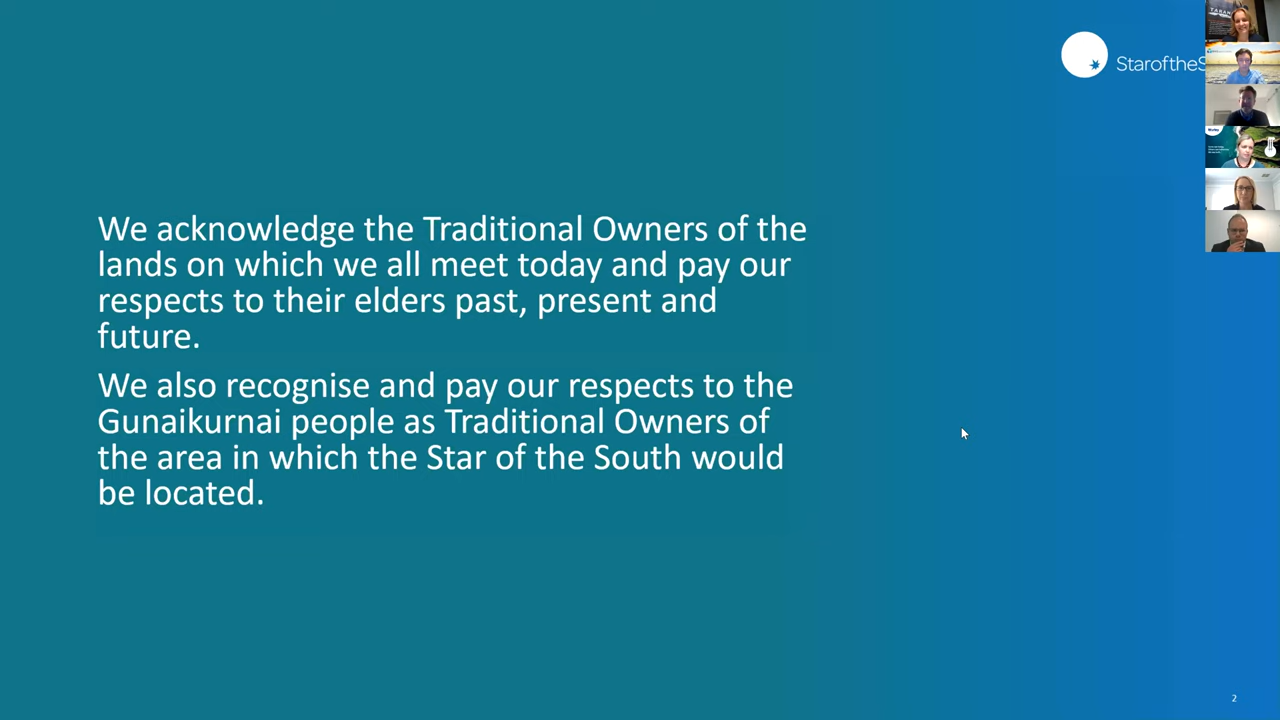 StaroftheS
We acknowledge the Traditional Owners of the
lands on which we all meet today and pay our
respects to their elders past, present and
future.
We also recognise and pay our respects to the
Gunaikurnai people as Traditional Owners of
the area in which the Star of the South would
be located.
2